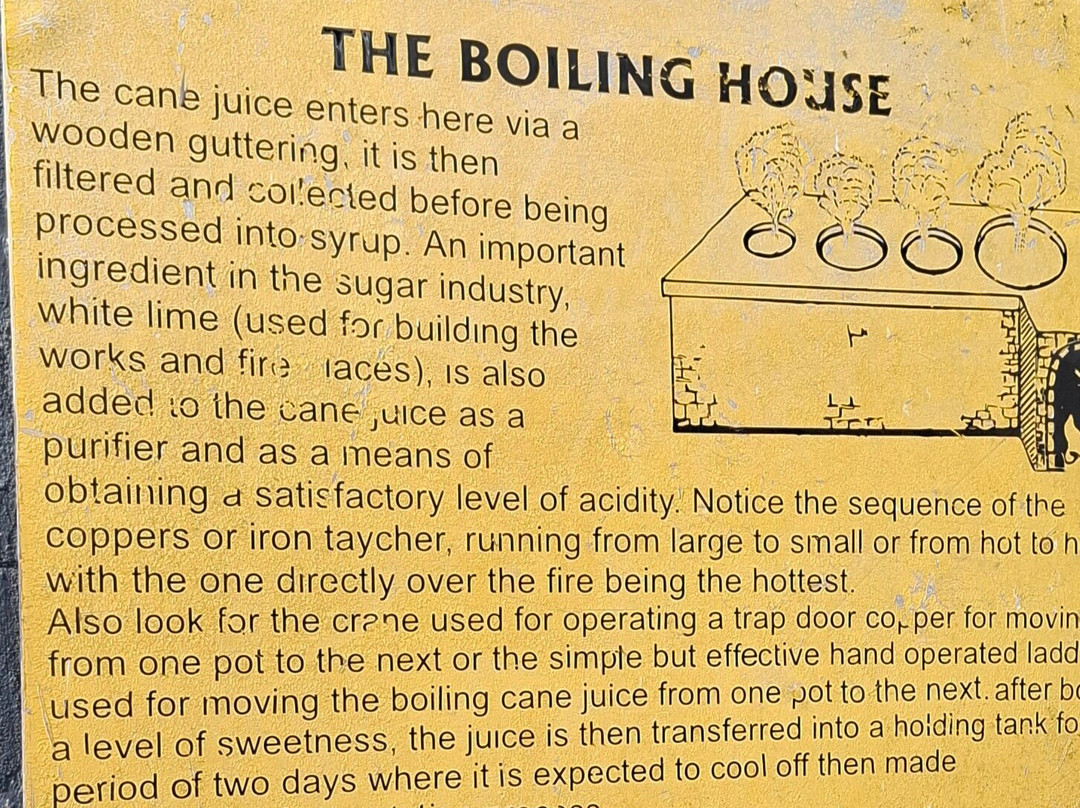 THE BOILING HOUSE
The cane juice enters here via a
wooden guttering, it is then
filtered and collected before being
processed into syrup. An important
ingredient in the sugar industry,
white lime (used for building the
works and fire laces), is also
added to the cane juice as a
purifier and as a means of
obtaining a satisfactory level of acidity. Notice the sequence of the
coppers or iron taycher, running from large to small or from hot to
with the one directly over the fire being the hottest.
Also look for the crane used for operating a trap door copper for movin
from one pot to the next or the simple but effective hand operated ladd
used for moving the boiling cane juice from one pot to the next. after
a level of sweetness, the juice is then transferred into a holding tank fo
period of two days where it is expected to cool off then made